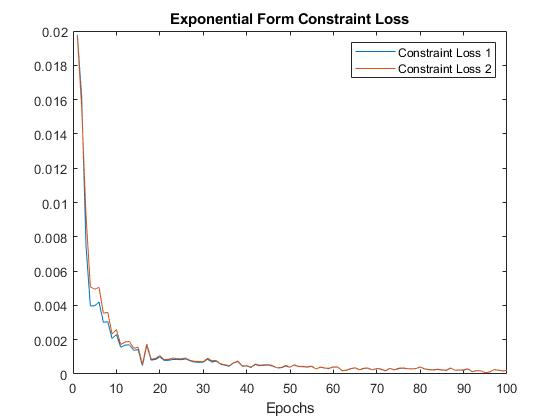 Exponential Form Constraint Loss
0.02
0.018
0.016
0.014
0.012
0.01
0.008
0.006
0.004
0.002
0
Constraint Loss 1
Constraint Loss 2
0 10 20 30 40 50 60 70 80 90 100
Epochs